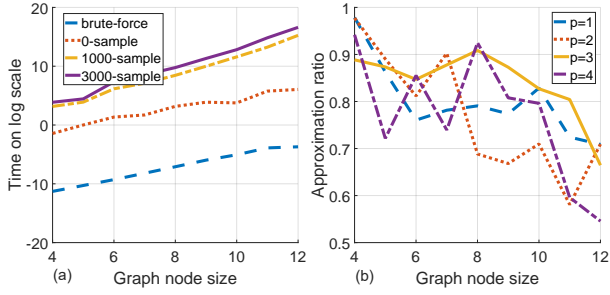 20
10
0
-10
-20
Time on log scale
brute-force
0-sample
1000-sample
3000-sample
4
6
8
10
12
(a)
Graph node size
1
0.9
0.8
0.7
0.6
0.5
Approximation ratio
p=1
p=2
p=3
p=4
4
6
8
10
12
(b)
Graph node size